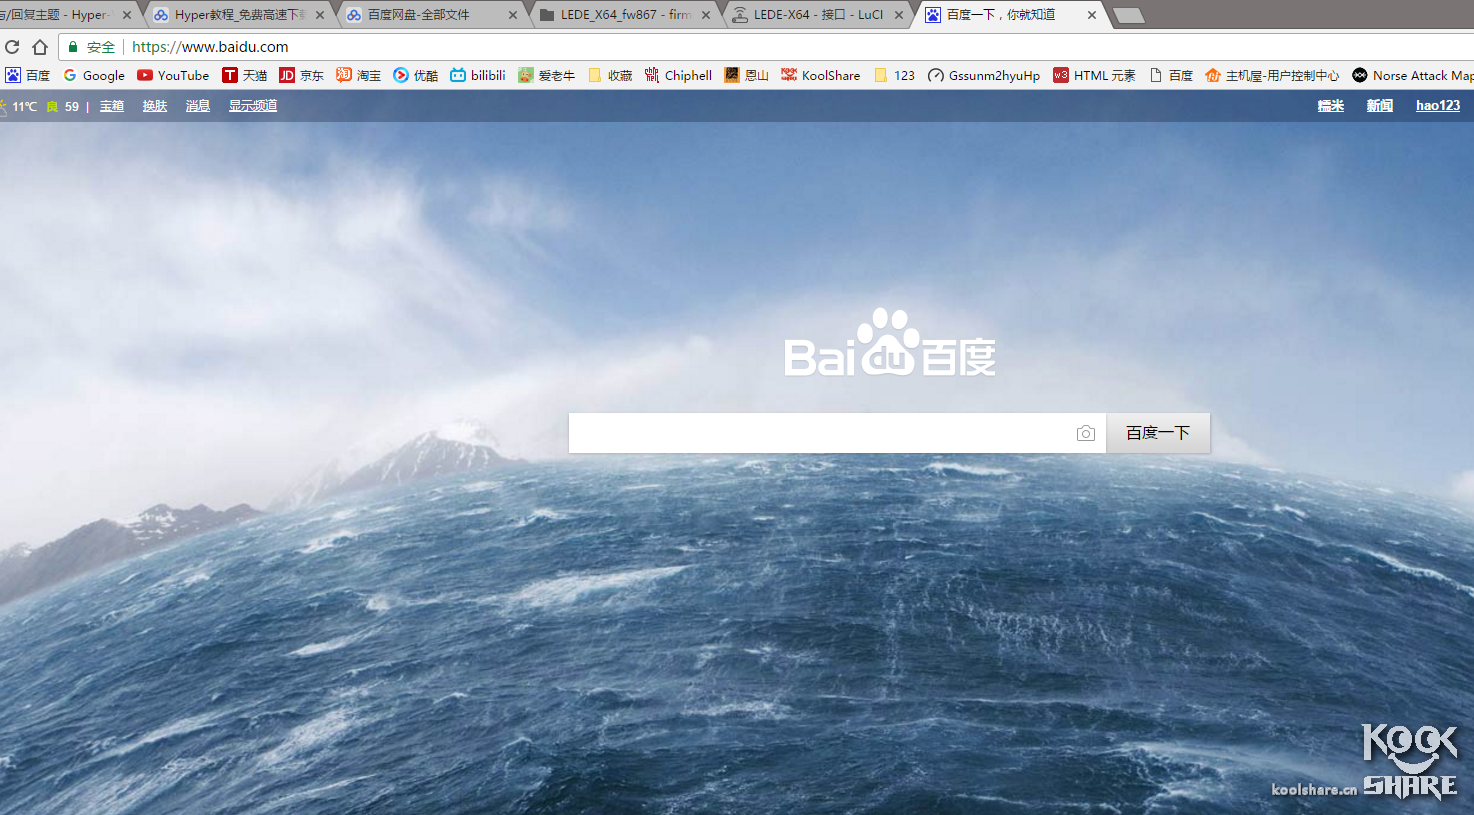 与/回复主题 - Hyper- Hyper教程_免费高速下载 百度网盘-全部文件 LEDE_X64_fw867 - firm LEDE-X64 - 接口 - LuCI 百度一下，你就知道
安全 https://www.baidu.com
百度 Google YouTube 天猫 JD 京东 淘宝 优酷 bilibili 爱老牛 收藏 Chiphell 恩山 KoolShare 123 Gssunm2hyuHp w3 HTML 元素 百度 主机屋-用户控制中心 Norse Attack Map
11℃ 良 59 | 宝箱 换肤 消息 显示频道 糯米 新闻 hao123
Bai du 百度
百度一下
KOOL
SHARE
koolshare.cn